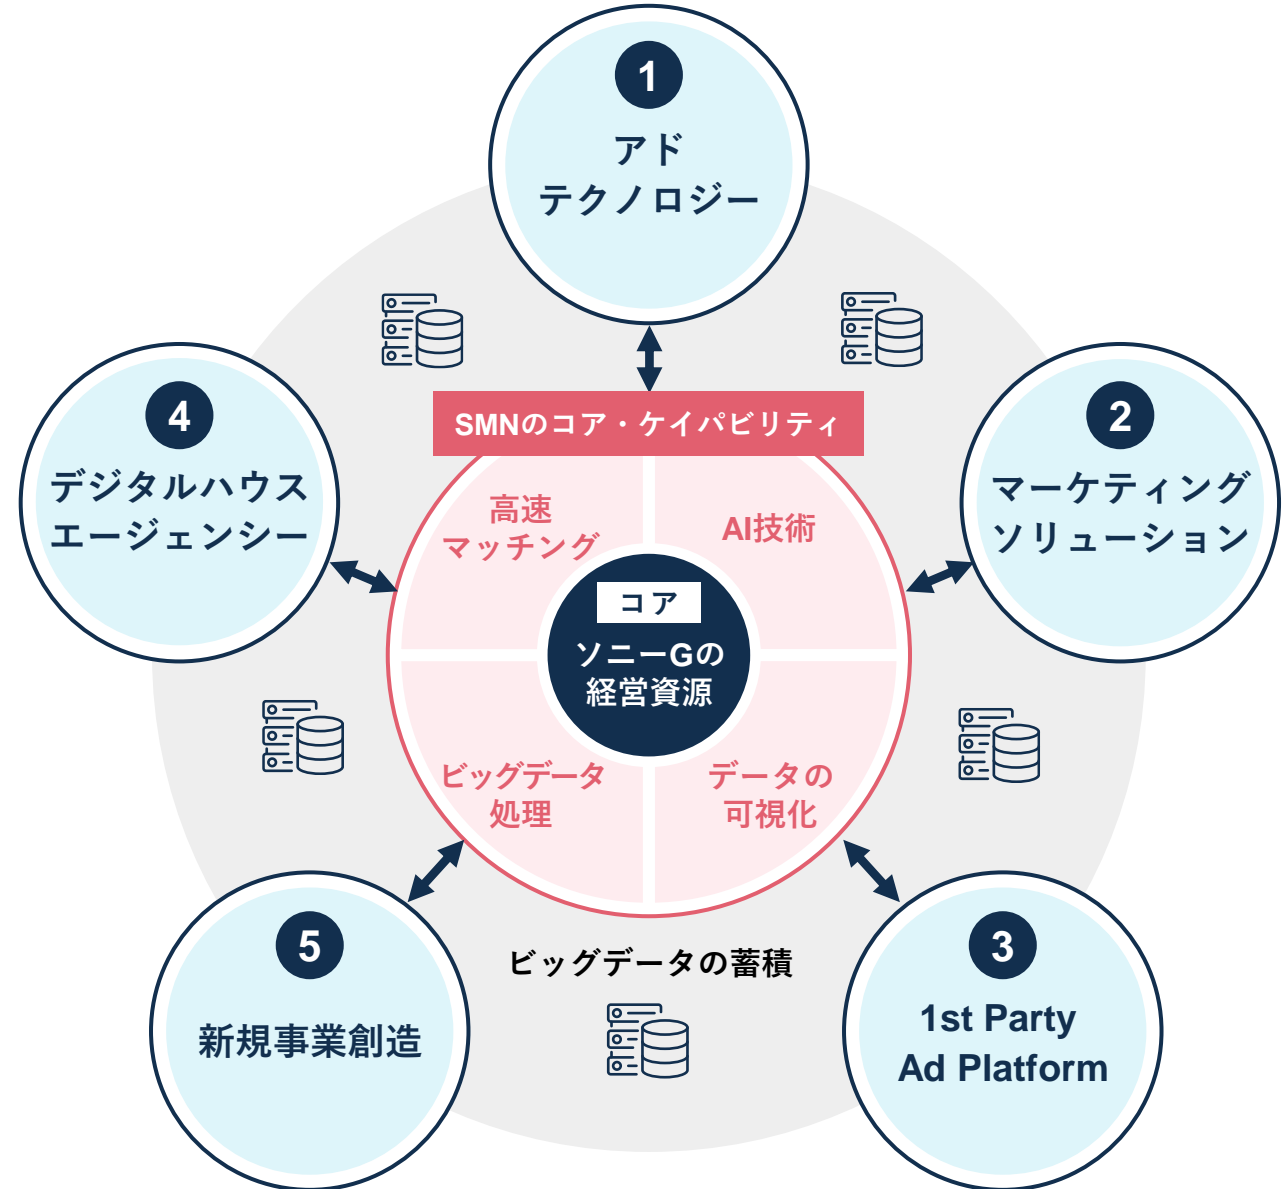 1
アド
テクノロジー
4
デジタルハウス
エージェンシー
2
マーケティング
ソリューション
SMNのコア・ケイパビリティ
高速
マッチング
AI技術
コア
ソニーGの
経営資源
ビッグデータ
処理
データの
可視化
5
新規事業創造
ビッグデータの蓄積
3
1st Party
Ad Platform